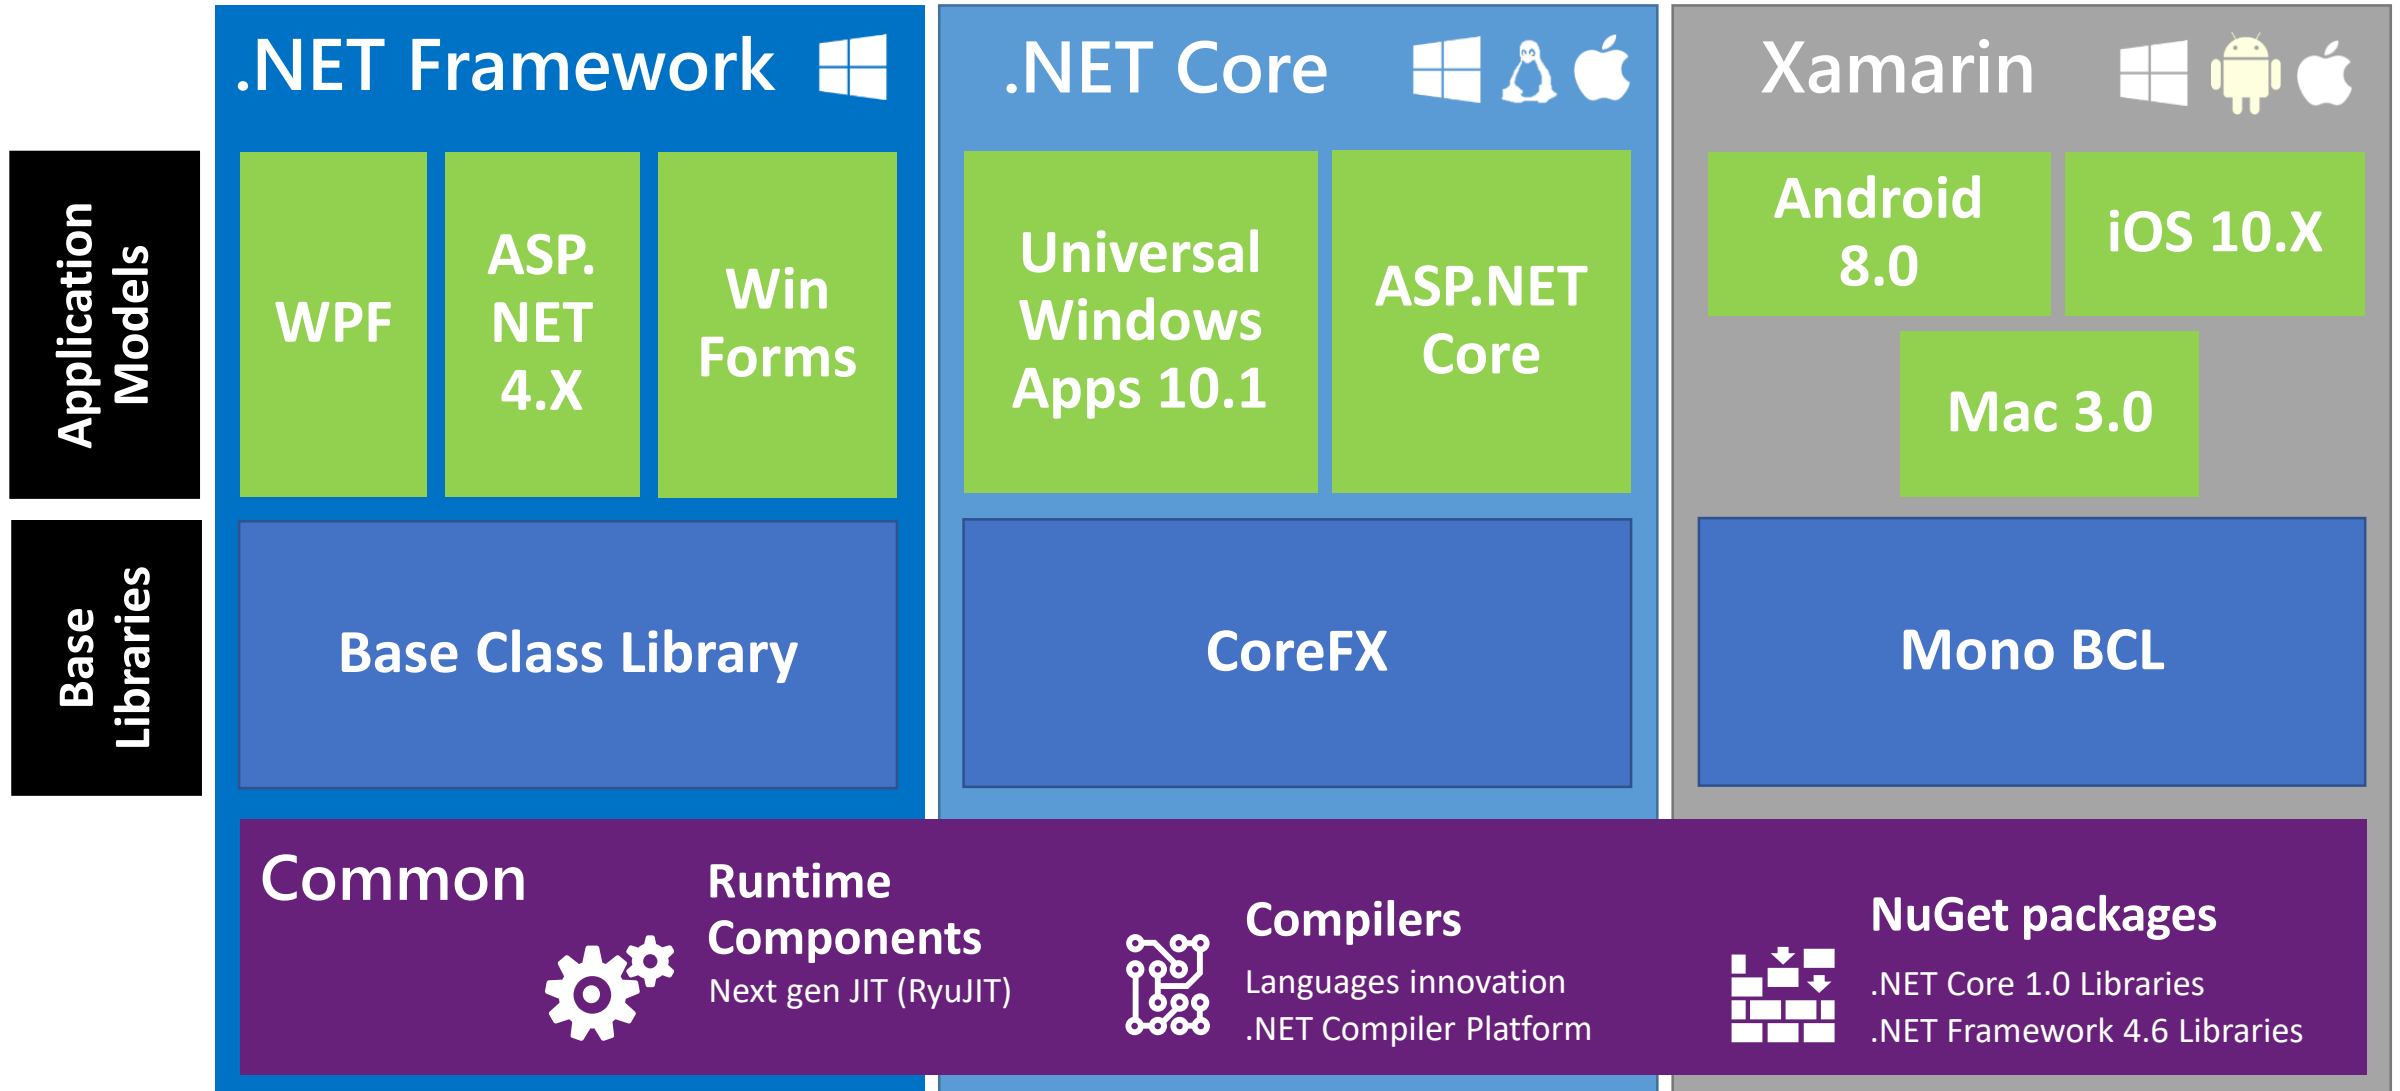 .NET Framework
.NET Core
Xamarin
Application
Models
WPF
ASP.
NET
4.X
Win
Forms
Universal
Windows
Apps 10.1
ASP.NET
Core
Android
8.0
iOS 10.X
Mac 3.0
Base
Libraries
Base Class Library
CoreFX
Mono BCL
Common
Runtime
Components
Next gen JIT (RyuJIT)
Compilers
Languages innovation
.NET Compiler Platform
NuGet packages
.NET Core 1.0 Libraries
.NET Framework 4.6 Libraries